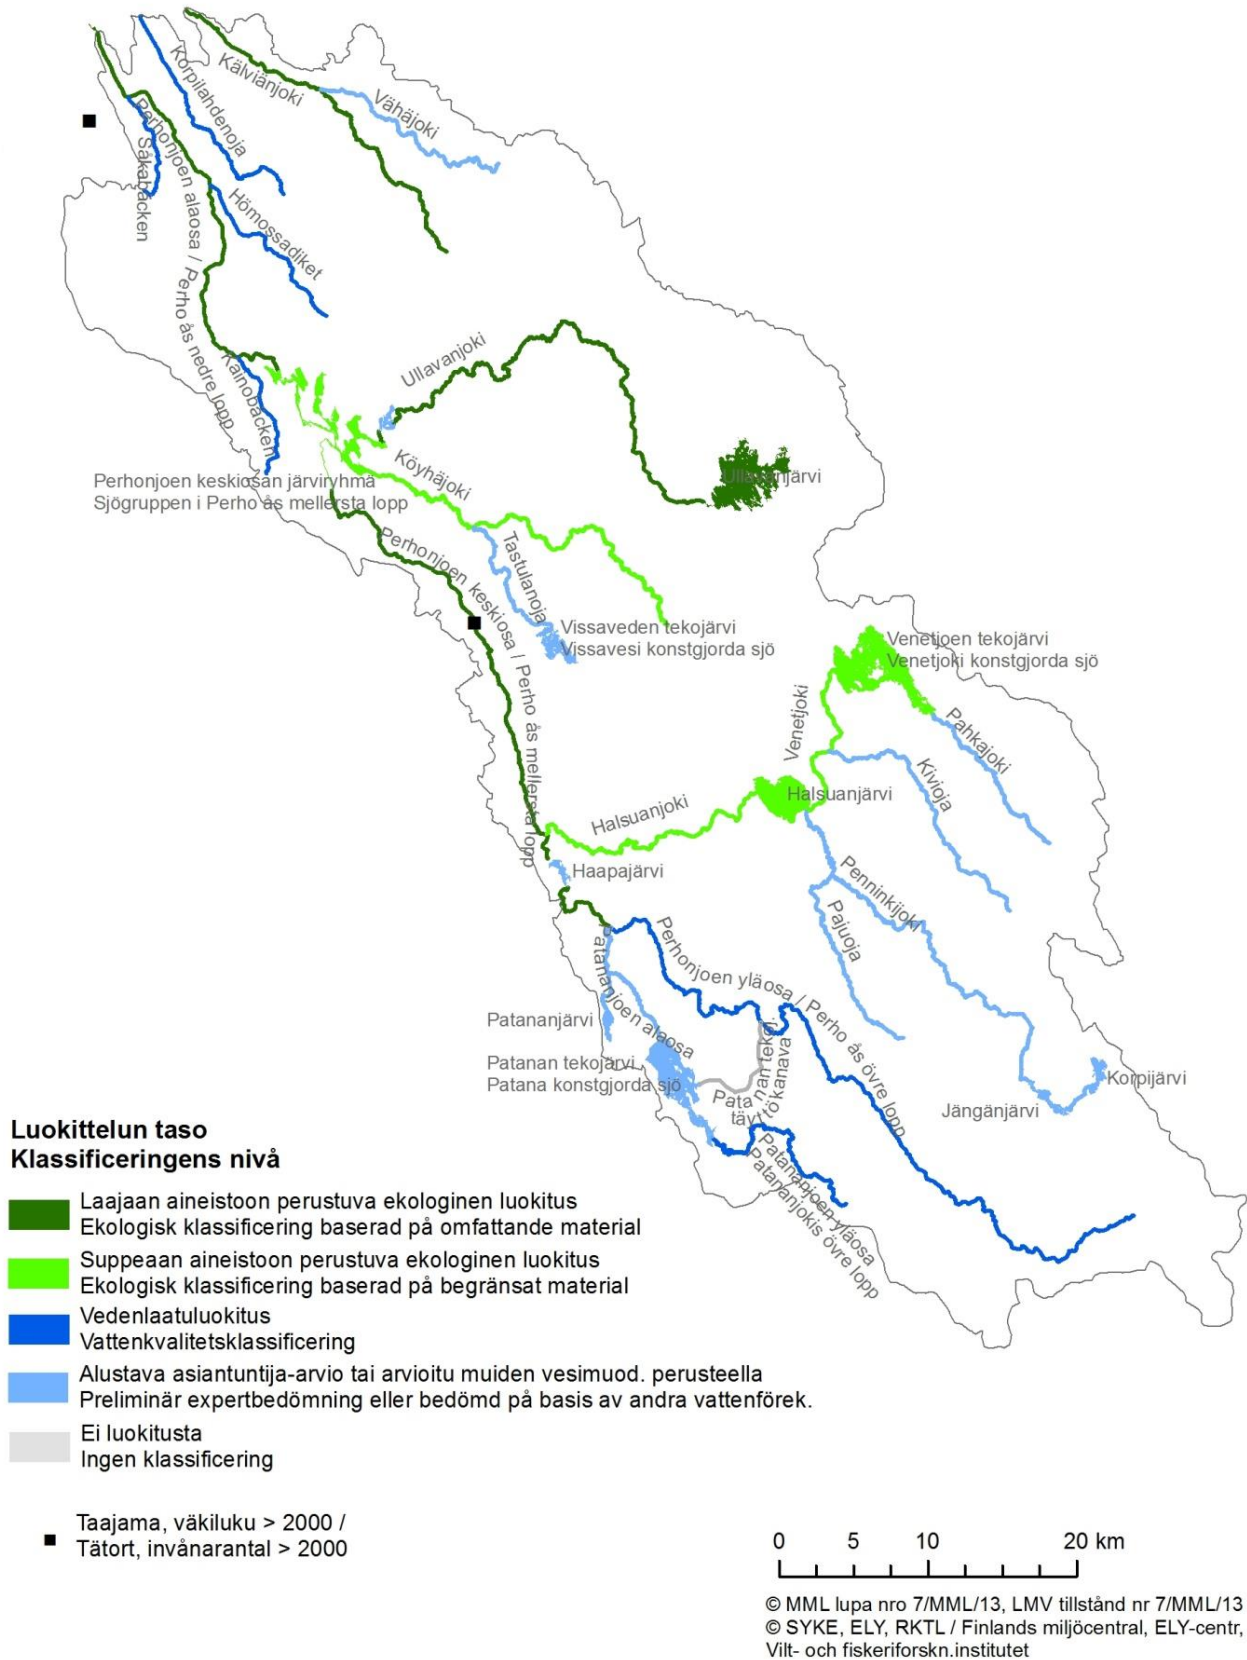 Korpilahdenoja
Kälviänjoki
Vähäjoki
Perhonjoen alaosa / Perho ås nedre lopp
Såkabäcken
Hömossadiket
Kainobäcken
Ullavanjoki
Ullavanjärvi
Köyhäjoki
Perhonjoen keskiosan järviryhmä
Sjögruppen i Perho ås mellersta lopp
Perhonjoen keskiosa / Perho ås mellersta lopp
Tastulanoja
Vissaveden tekojärvi
Vissavesi konstgjorda sjö
Venetjoen tekojärvi
Venetjoki konstgjorda sjö
Venetjoki
Pahkajoki
Kivioja
Halsuanjärvi
Halsuanjoki
Haapajärvi
Penninkijoki
Pajuoja
Perhonjoen yläosa / Perho ås övre lopp
Patananjoen alaosa
Patananjärvi
Patanan tekojärvi
Patana konstgjorda sjö
Patanan tekoj.
täyttökanava
Korpijärvi
Jängänjärvi
Patananjoen yläosa
Patananjokis övre lopp
Luokittelun taso
Klassificeringens nivå
Laajaan aineistoon perustuva ekologinen luokitus
Ekologisk klassificering baserad på omfattande material
Suppeaan aineistoon perustuva ekologinen luokitus
Ekologisk klassificering baserad på begränsat material
Vedenlaatuluokitus
Vattenkvalitetsklassificering
Alustava asiantuntija-arvio tai arvioitu muiden vesimuod. perusteella
Preliminär expertbedömning eller bedömd på basis av andra vattenförek.
Ei luokitusta
Ingen klassificering
Taajama, väkiluku > 2000 /
Tätort, invånarantal > 2000
0 5 10 20 km
© MML lupa nro 7/MML/13, LMV tillstånd nr 7/MML/13
© SYKE, ELY, RKTL / Finlands miljöcentral, ELY-centr,
Vilt- och fiskeriforskn.institutet